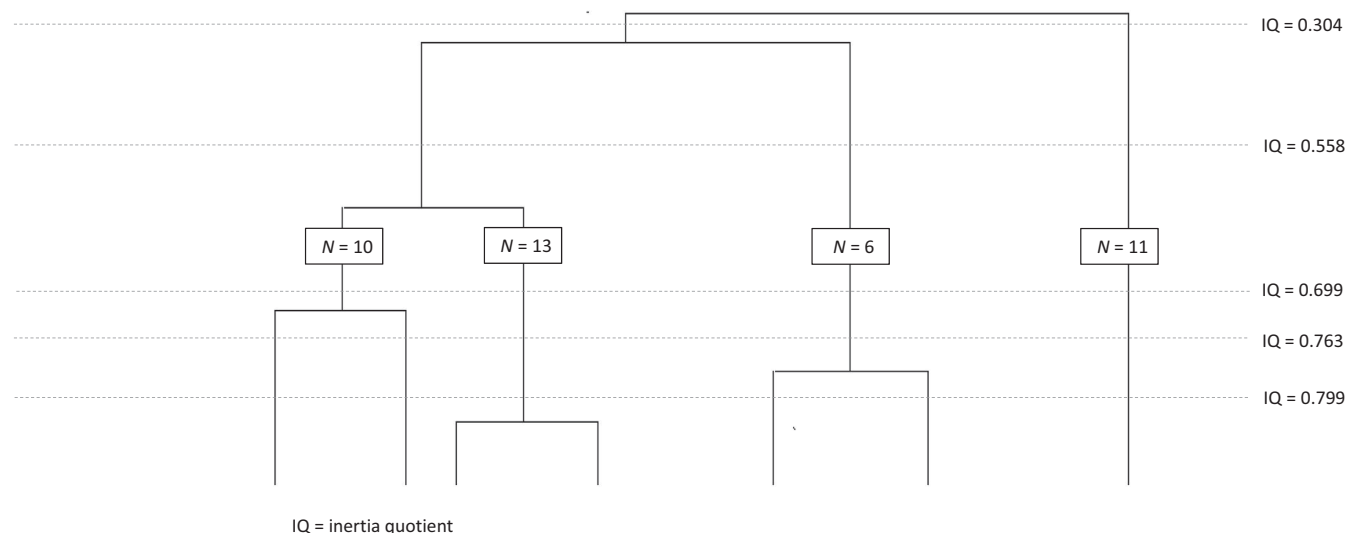 IQ = 0.304
IQ = 0.558
N = 10
N = 13
N = 6
N = 11
IQ = 0.699
IQ = 0.763
IQ = 0.799
IQ = inertia quotient